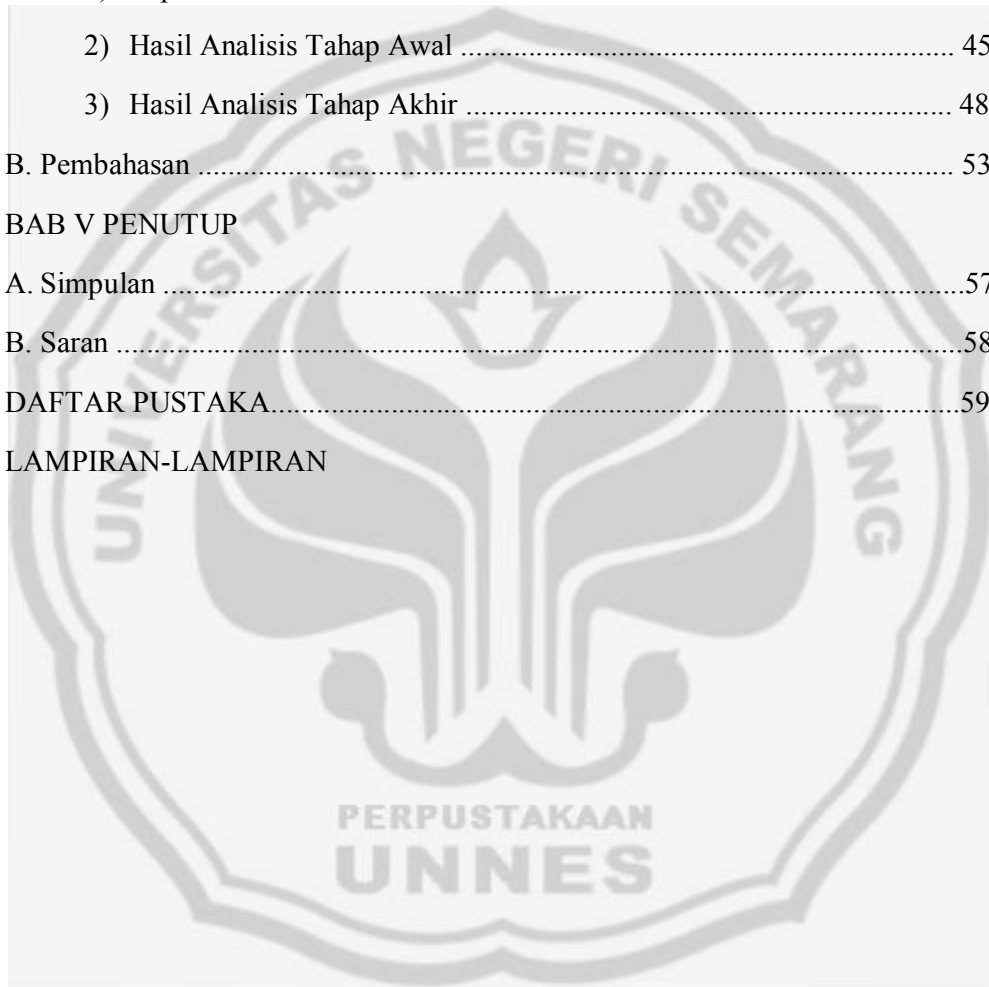 2) Hasil Analisis Tahap Awal ................................................................. 45
3) Hasil Analisis Tahap Akhir ................................................................ 48
B. Pembahasan .................................................................................................... 53
BAB V PENUTUP
A. Simpulan ..........................................................................................................57
B. Saran ................................................................................................................58
DAFTAR PUSTAKA...........................................................................................59
LAMPIRAN-LAMPIRAN
UNIVERSITAS NEGERI SEMARANG
PERPUSTAKAAN
UNNES